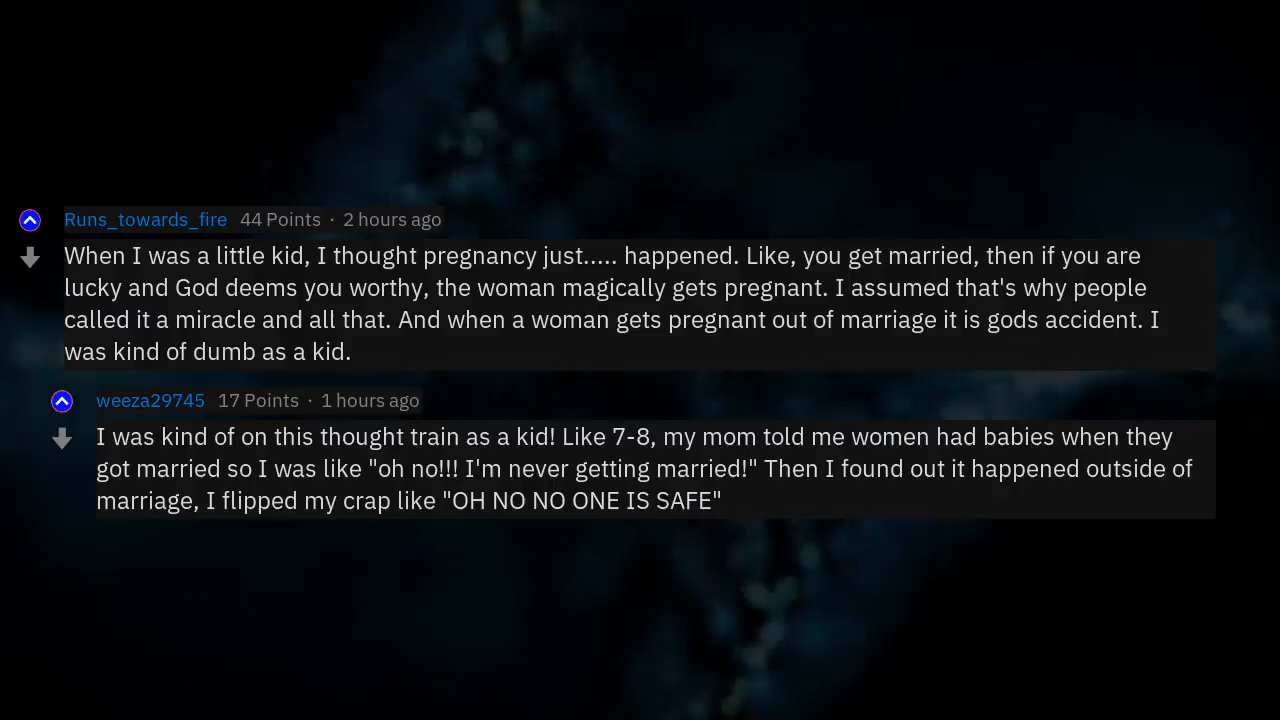 Runs_towards_fire 44 Points · 2 hours ago
When I was a little kid, I thought pregnancy just..... happened. Like, you get married, then if you are
lucky and God deems you worthy, the woman magically gets pregnant. I assumed that's why people
called it a miracle and all that. And when a woman gets pregnant out of marriage it is gods accident. I
was kind of dumb as a kid.
weeza29745 17 Points · 1 hours ago
I was kind of on this thought train as a kid! Like 7-8, my mom told me women had babies when they
got married so I was like "oh no!!! I'm never getting married!" Then I found out it happened outside of
marriage, I flipped my crap like "OH NO NO ONE IS SAFE"